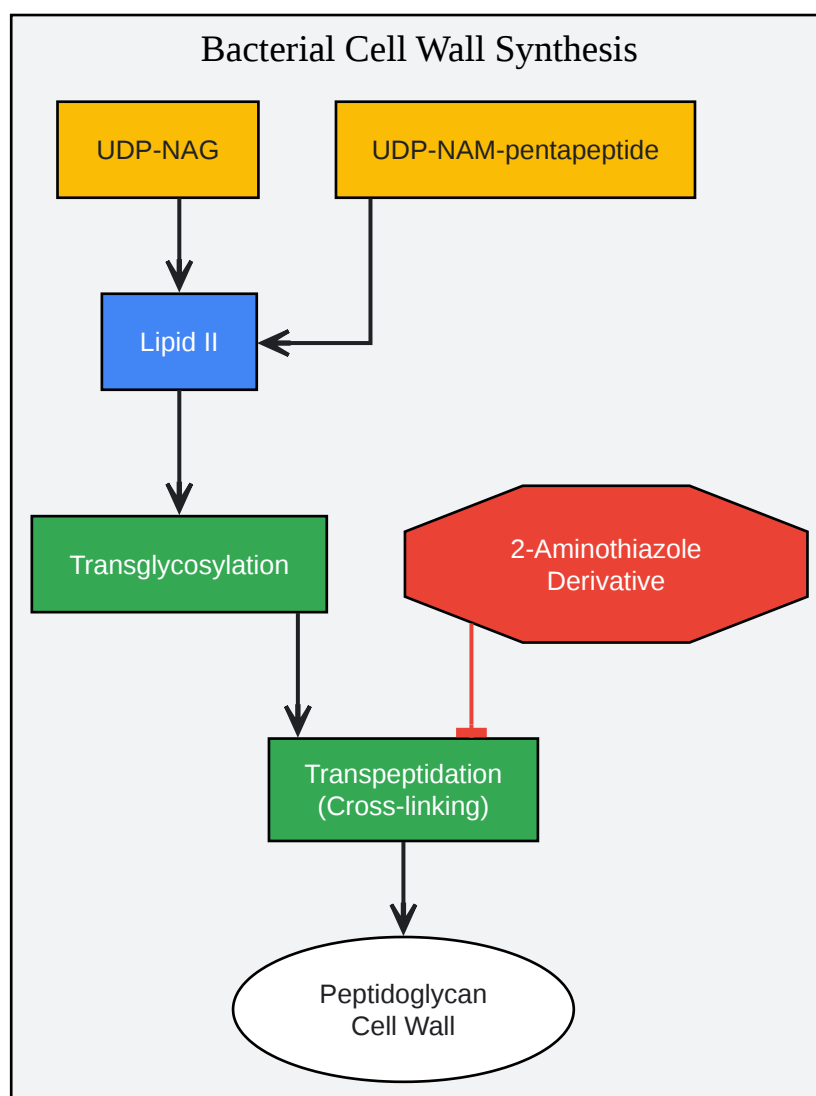 Bacterial Cell Wall Synthesis
UDP-NAG
UDP-NAM-pentapeptide
Lipid II
Transglycosylation
2-Aminothiazole
Derivative
Transpeptidation
(Cross-linking)
Peptidoglycan
Cell Wall